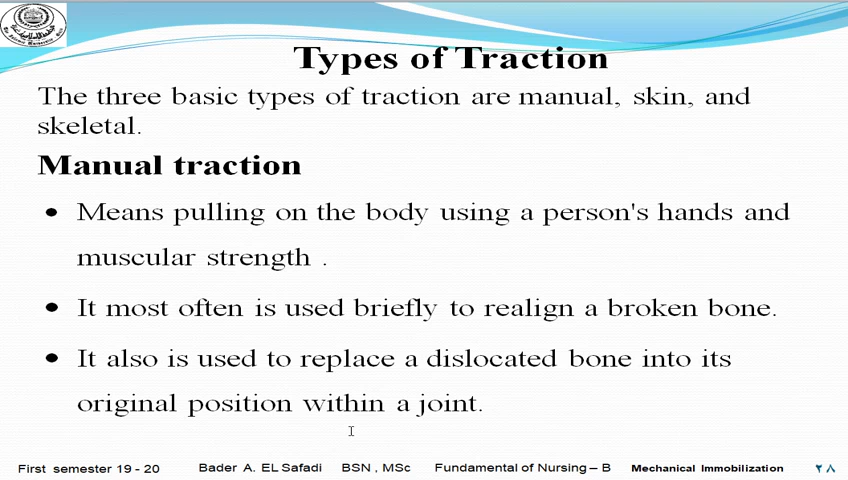 Types of Traction
The three basic types of traction are manual, skin, and
skeletal.
Manual traction
• Means pulling on the body using a person's hands and
muscular strength .
• It most often is used briefly to realign a broken bone.
• It also is used to replace a dislocated bone into its
original position within a joint.
First semester 19 - 20 Bader A. EL Safadi BSN , MSc Fundamental of Nursing – B Mechanical Immobilization ٢٨